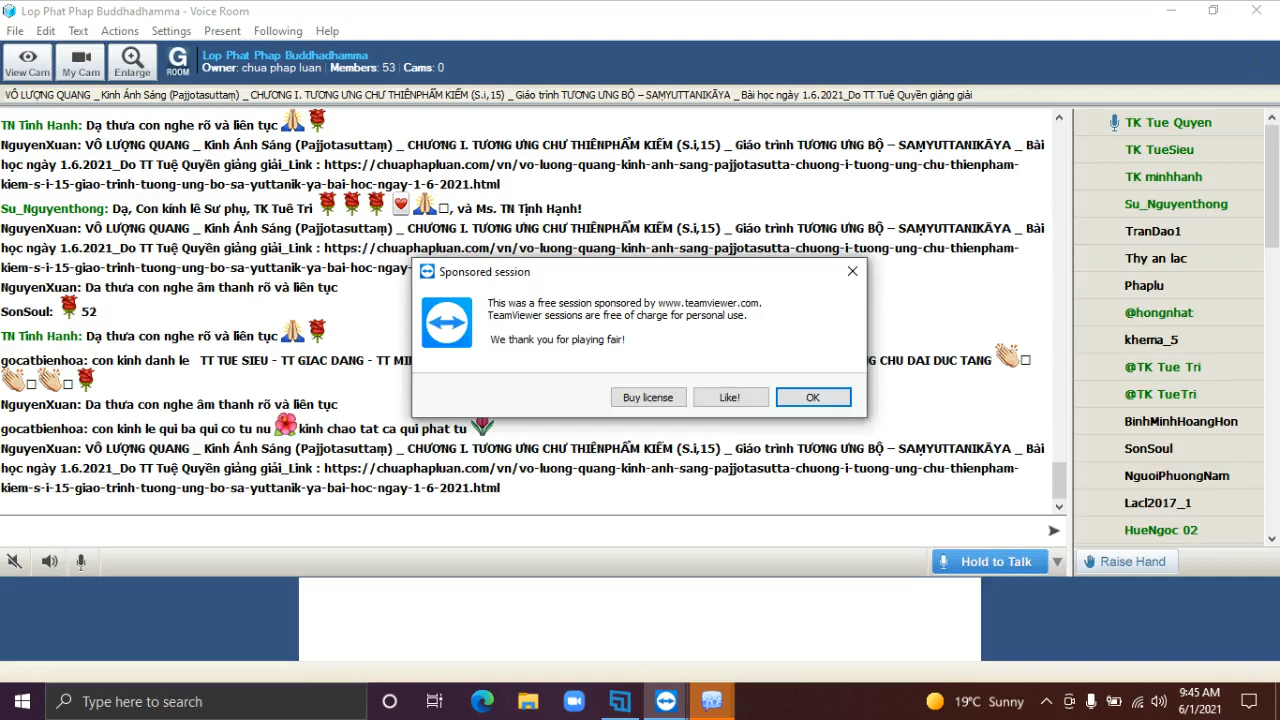 Lop Phat Phap Buddhadhamma - Voice Room
File Edit Text Actions Settings Present Following Help
View Cam My Cam Enlarge G ROOM
Lop Phat Phap Buddhadhamma
Owner: chua phap luan | Members: 53 | Cams: 0
VÔ LƯỢNG QUANG _ Kinh Ánh Sáng (Pajjotasuttaṃ) _ CHƯƠNG I. TƯƠNG ƯNG CHƯ THIÊNPHẨM KIẾM (S.i,15) _ Giáo trình TƯƠNG ƯNG BỘ – SAṂYUTTANIKĀYA _ Bài học ngày 1.6.2021_Do TT Tuệ Quyền giảng giải
TN Tinh Hanh: Dạ thưa con nghe rõ và liên tục
NguyenXuan: VÔ LƯỢNG QUANG _ Kinh Ánh Sáng (Pajjotasuttaṃ) _ CHƯƠNG I. TƯƠNG ƯNG CHƯ THIÊNPHẨM KIẾM (S.i,15) _ Giáo trình TƯƠNG ƯNG BỘ – SAṂYUTTANIKĀYA _ Bài
học ngày 1.6.2021_Do TT Tuệ Quyền giảng giải_Link : https://chuaphapluan.com/vn/vo-luong-quang-kinh-anh-sang-pajjotasutta-chuong-i-tuong-ung-chu-thienpham-
kiem-s-i-15-giao-trinh-tuong-ung-bo-sa-yuttanik-ya-bai-hoc-ngay-1-6-2021.html
Su_Nguyenthong: Dạ, Con kính lê Sư phụ, TK Tuê Tri , và Ms. TN Tịnh Hạnh!
NguyenXuan: VÔ LƯỢNG QUANG _ Kinh Ánh Sáng (Pajjotasuttaṃ) _ CHƯƠNG I. TƯƠNG ƯNG CHƯ THIÊNPHẨM KIẾM (S.i,15) _ Giáo trình TƯƠNG ƯNG BỘ – SAṂYUTTANIKĀYA _ Bài
học ngày 1.6.2021_Do TT Tuệ Quyền giảng giải_Link : https://chuaphapluan.com/vn/vo-luong-quang-kinh-anh-sang-pajjotasutta-chuong-i-tuong-ung-chu-thienpham-
kiem-s-i-15-giao-trinh-tuong-ung-bo-sa-yuttanik-ya-bai-hoc-ngay-
NguyenXuan: Da thưa con nghe âm thanh rõ và liên tục
SonSoul: 52
TN Tinh Hanh: Dạ thưa con nghe rõ và liên tục
gocatbienhoa: con kinh danh le TT TUE SIEU - TT GIAC DANG - TT CHU DAI DUC TANG
NguyenXuan: Da thưa con nghe âm thanh rõ và liên tục
gocatbienhoa: con kinh le qui ba qui co tu nu kinh chao tat ca qui phat tu
NguyenXuan: VÔ LƯỢNG QUANG _ Kinh Ánh Sáng (Pajjotasuttaṃ) _ CHƯƠNG I. TƯƠNG ƯNG CHƯ THIÊNPHẨM KIẾM (S.i,15) _ Giáo trình TƯƠNG ƯNG BỘ – SAṂYUTTANIKĀYA _ Bài
học ngày 1.6.2021_Do TT Tuệ Quyền giảng giải_Link : https://chuaphapluan.com/vn/vo-luong-quang-kinh-anh-sang-pajjotasutta-chuong-i-tuong-ung-chu-thienpham-
kiem-s-i-15-giao-trinh-tuong-ung-bo-sa-yuttanik-ya-bai-hoc-ngay-1-6-2021.html
Sponsored session
This was a free session sponsored by www.teamviewer.com.
TeamViewer sessions are free of charge for personal use.
We thank you for playing fair!
Buy license Like! OK
TK Tue Quyen
TK TueSieu
TK minhhanh
Su_Nguyenthong
TranDao1
Thy an lac
Phaplu
@hongnhat
khema_5
@TK Tue Tri
@TK TueTri
BinhMinhHoangHon
SonSoul
NguoiPhuongNam
Lacl2017_1
HueNgoc 02
Hold to Talk
Raise Hand
Type here to search
19°C Sunny
9:45 AM
6/1/2021